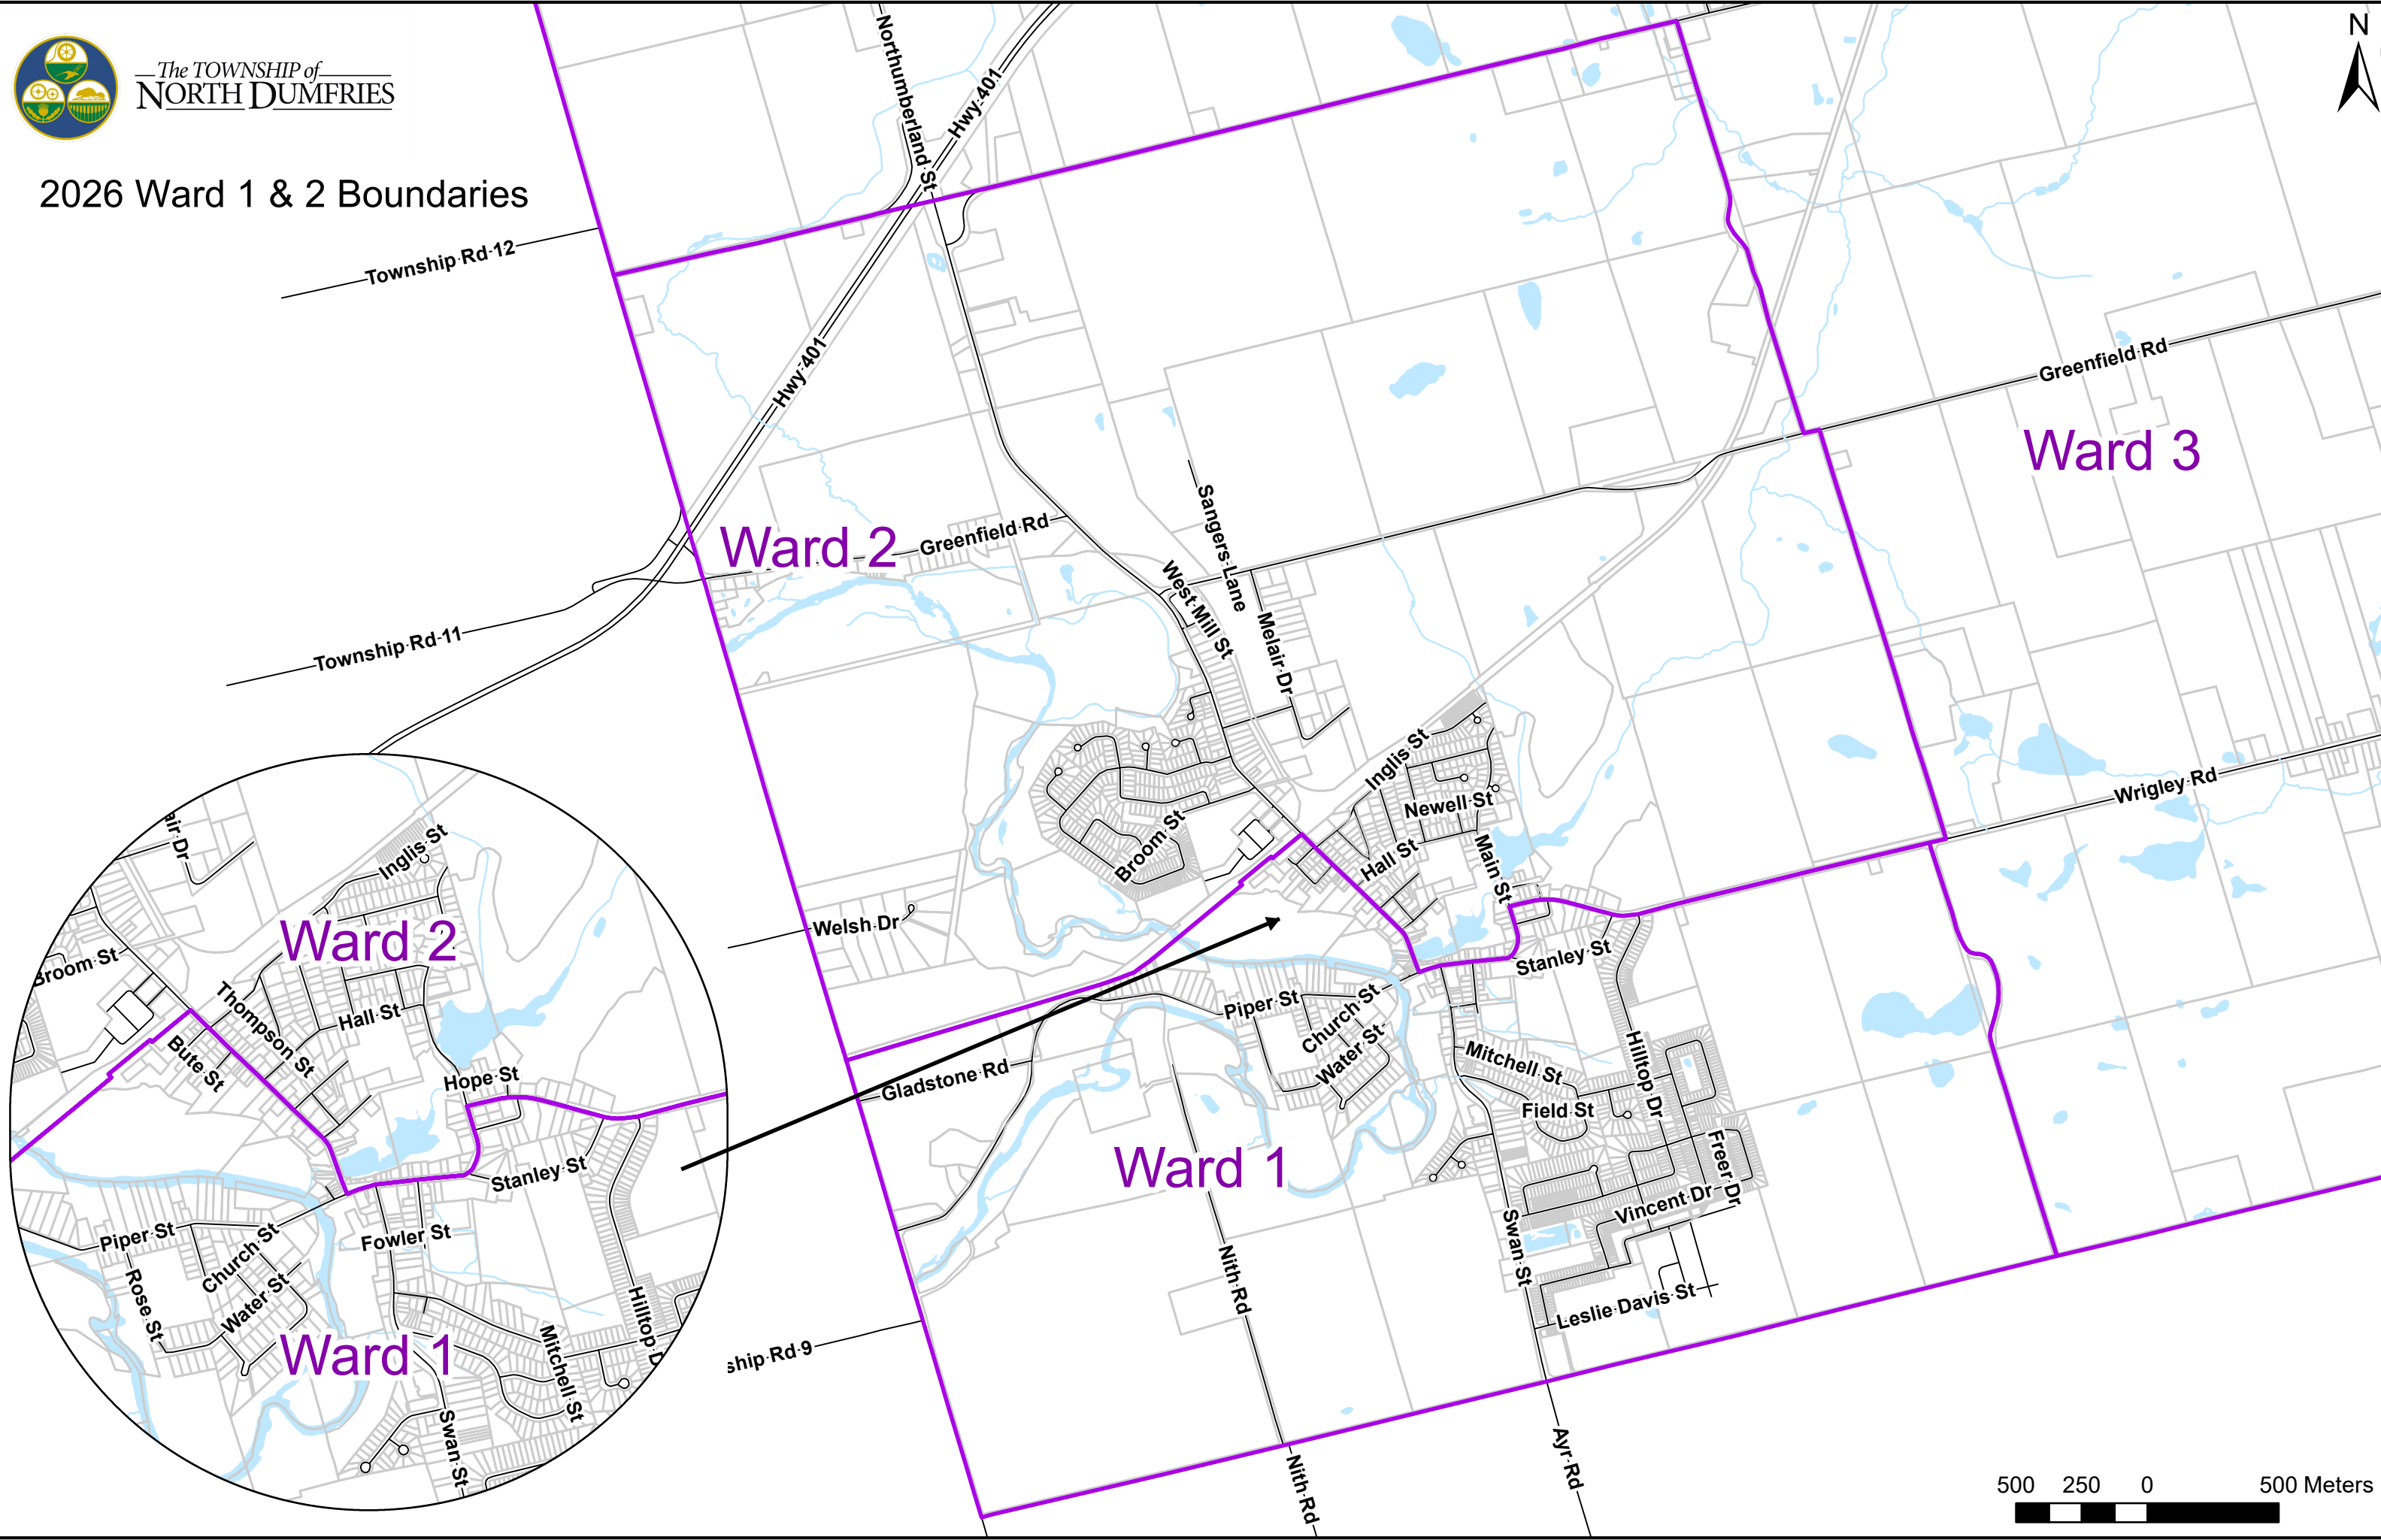 The TOWNSHIP of
NORTH DUMFRIES
2026 Ward 1 & 2 Boundaries
N
Northumberland St
Hwy 401
Township Rd 12
Hwy 401
Greenfield Rd
Ward 3
Ward 2
Greenfield Rd
Sangers Lane
West Mill St
Melair Dr
Township Rd 11
Inglis St
Newell St
Wrigley Rd
Broom St
Hall St
Main St
Welsh Dr
Stanley St
Piper St
Church St
Water St
Gladstone Rd
Mitchell St
Hilltop Dr
Field St
Freer Dr
Ward 1
Vincent Dr
Swan St
Nith Rd
Leslie Davis St
ship Rd 9
Ayr Rd
Nith Rd
air Dr
Inglis St
Ward 2
Broom St
Thompson St
Hall St
Bute St
Hope St
Stanley St
Piper St
Church St
Fowler St
Rose St
Water St
Hilltop D
Ward 1
Mitchell St
Swan St
500 250 0 500 Meters